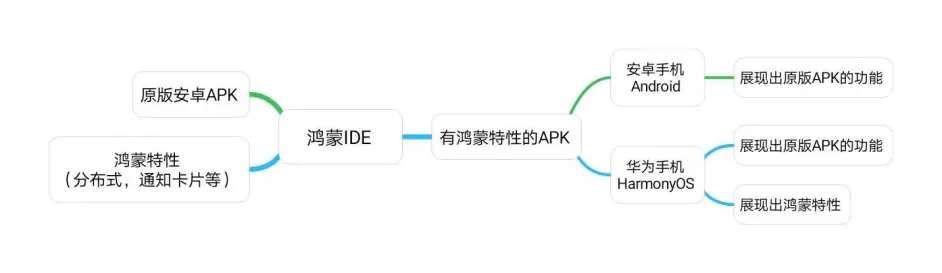 原版安卓APK
鸿蒙特性
（分布式，通知卡片等）
鸿蒙IDE
有鸿蒙特性的APK
安卓手机
Android
展现出原版APK的功能
华为手机
HarmonyOS
展现出原版APK的功能
展现出鸿蒙特性